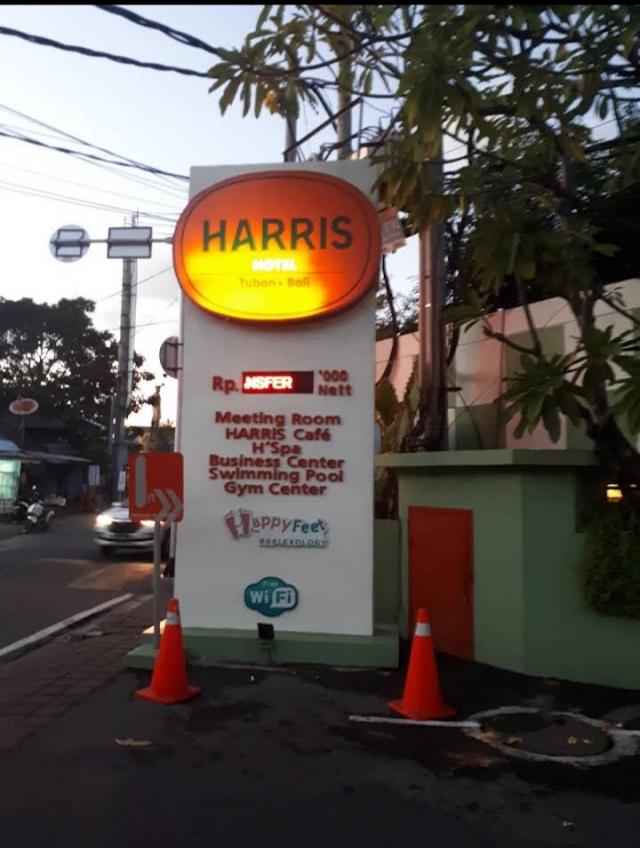 HARRIS
HOTEL
Tuban • Bali
Rp. NSFER '000
Nett
Meeting Room
HARRIS Café
H'Spa
Business Center
Swimming Pool
Gym Center
HAPPYFeet
REFLEXOLOGY
Free
WiFi
In